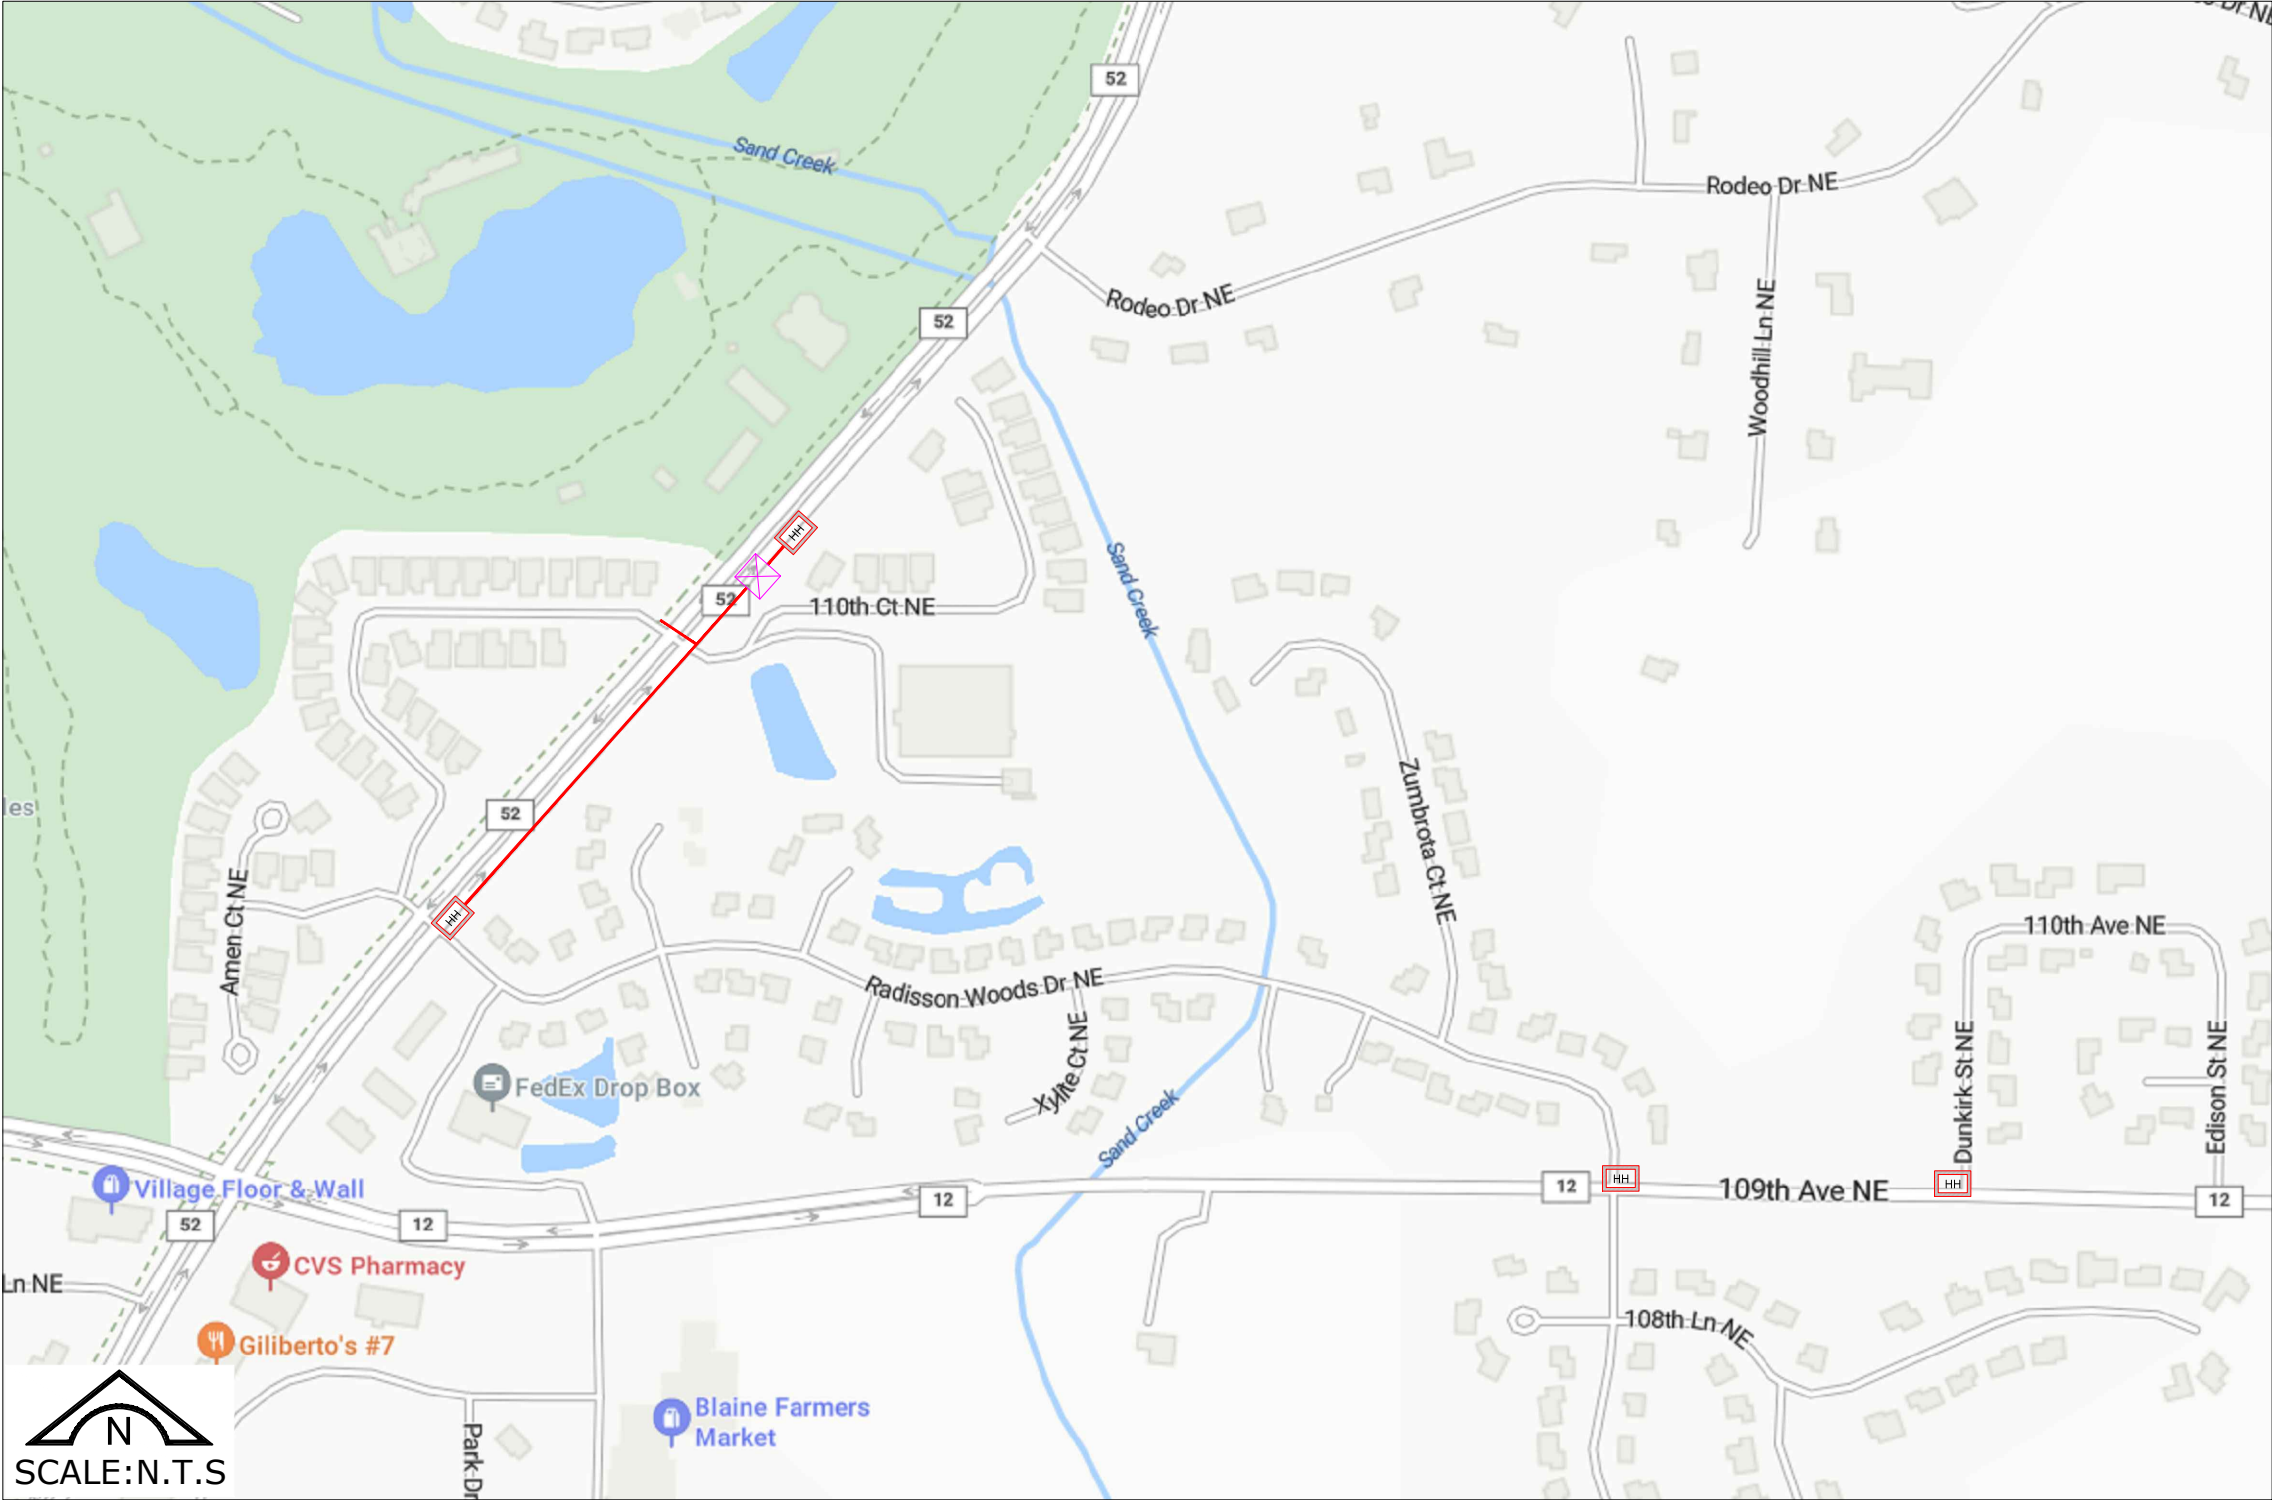 52
Sand Creek
Rodeo Dr NE
52
Rodeo Dr NE
Woodhill Ln NE
HH
52
110th Ct NE
Sand Creek
les
52
Zumbrota Ct NE
Amen Ct NE
HH
110th Ave NE
Radisson Woods Dr NE
Xylite Ct NE
Dunkirk St NE
Edison St NE
FedEx Drop Box
Sand Creek
Village Floor & Wall
12
HH
109th Ave NE
HH
12
12
52
12
CVS Pharmacy
Ln NE
108th Ln NE
Giliberto's #7
Blaine Farmers
Market
Park Dr
N
SCALE:N.T.S